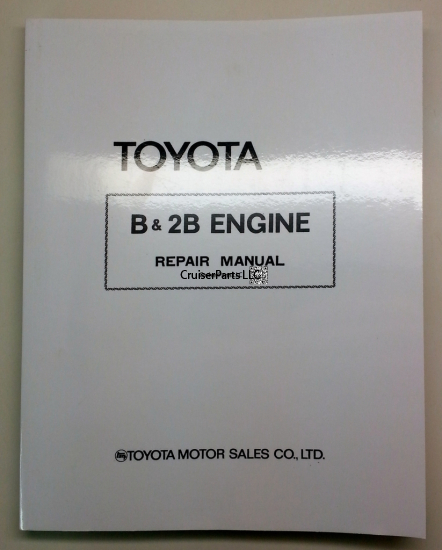 TOYOTA
B & 2B ENGINE
REPAIR MANUAL
CruiserParts LLC
TOYOTA MOTOR SALES CO., LTD.